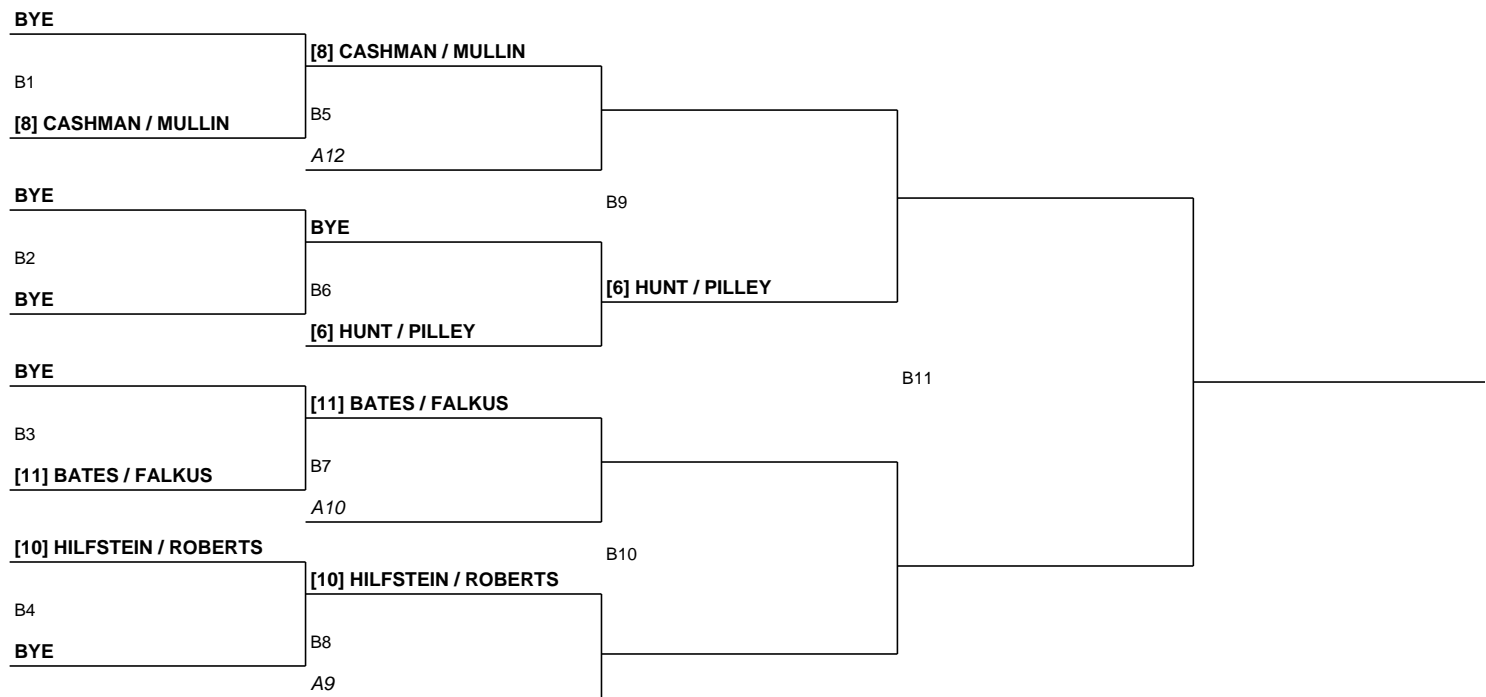 BYE
B1
[8] CASHMAN / MULLIN
BYE
B2
BYE
BYE
B3
[11] BATES / FALKUS
[10] HILFSTEIN / ROBERTS
B4
BYE
[8] CASHMAN / MULLIN
B5
A12
BYE
B6
[6] HUNT / PILLEY
[11] BATES / FALKUS
B7
A10
[10] HILFSTEIN / ROBERTS
B8
A9
B9
[6] HUNT / PILLEY
B10
B11